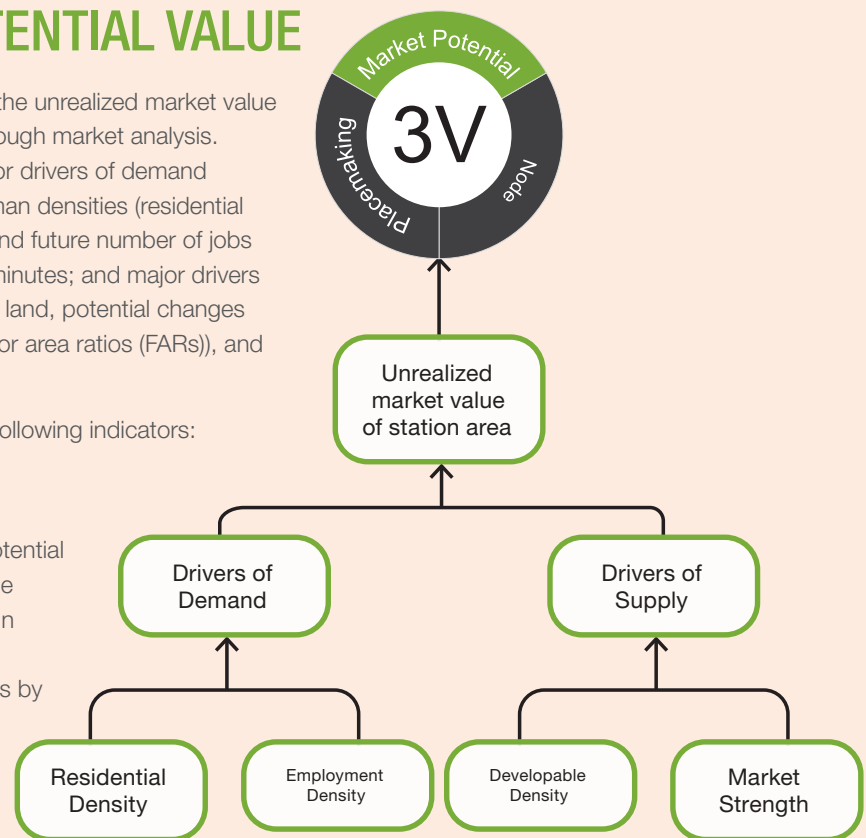 TENTIAL VALUE
the unrealized market value
ough market analysis.
or drivers of demand
man densities (residential
nd future number of jobs
minutes; and major drivers
land, potential changes
or area ratios (FARs)), and
ollowing indicators:
otential
e
n
s by
Market Potential
Placemaking
Node
3V
Unrealized
market value
of station area
Drivers of
Demand
Drivers of
Supply
Residential
Density
Employment
Density
Developable
Density
Market
Strength